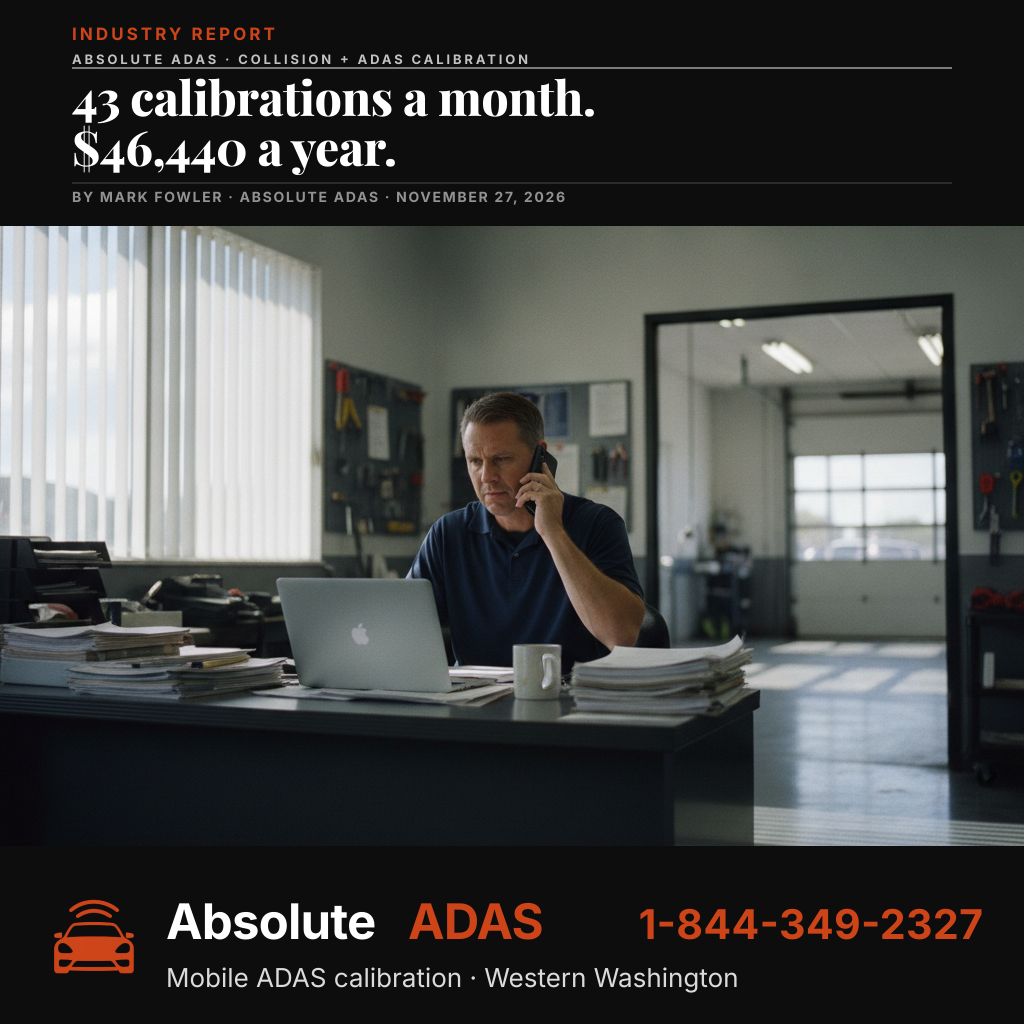 INDUSTRY REPORT
ABSOLUTE ADAS · COLLISION + ADAS CALIBRATION
43 calibrations a month.
$46,440 a year.
BY MARK FOWLER · ABSOLUTE ADAS · NOVEMBER 27, 2026
Absolute ADAS
1-844-349-2327
Mobile ADAS calibration · Western Washington